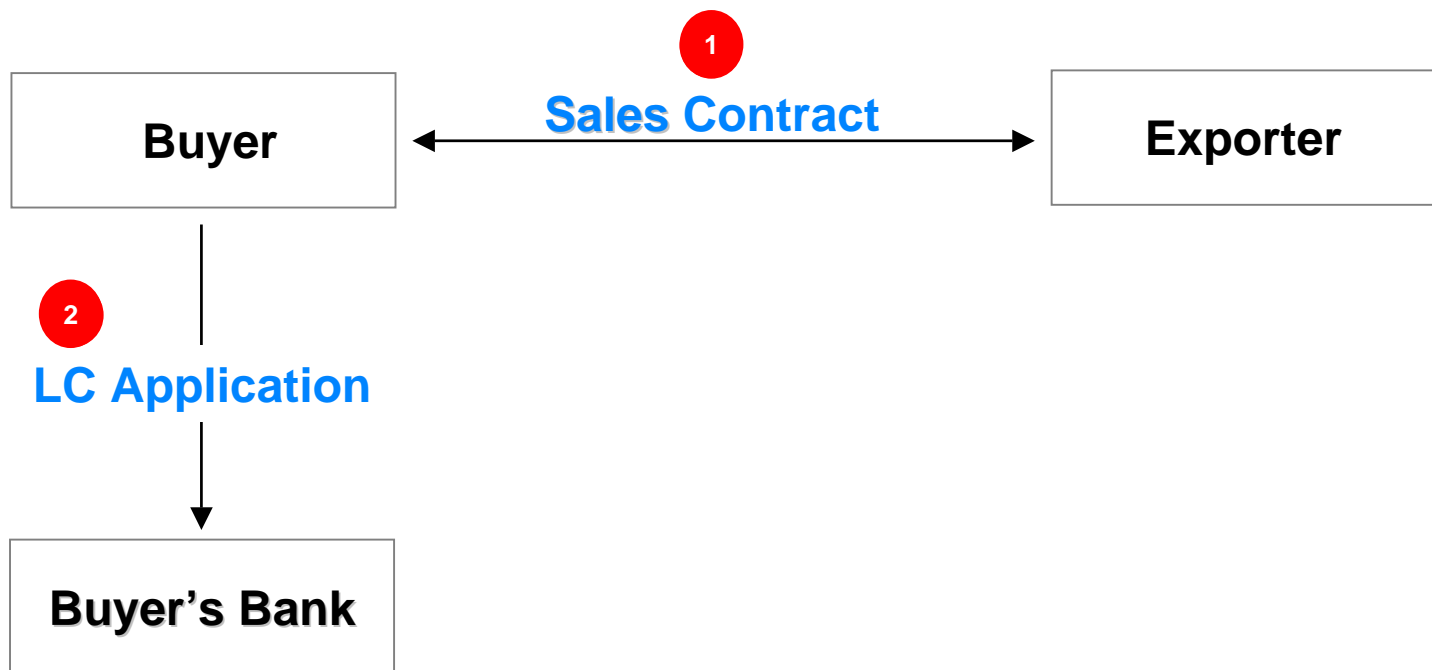 1
Sales Contract
Buyer
Exporter
2
LC Application
Buyer’s Bank